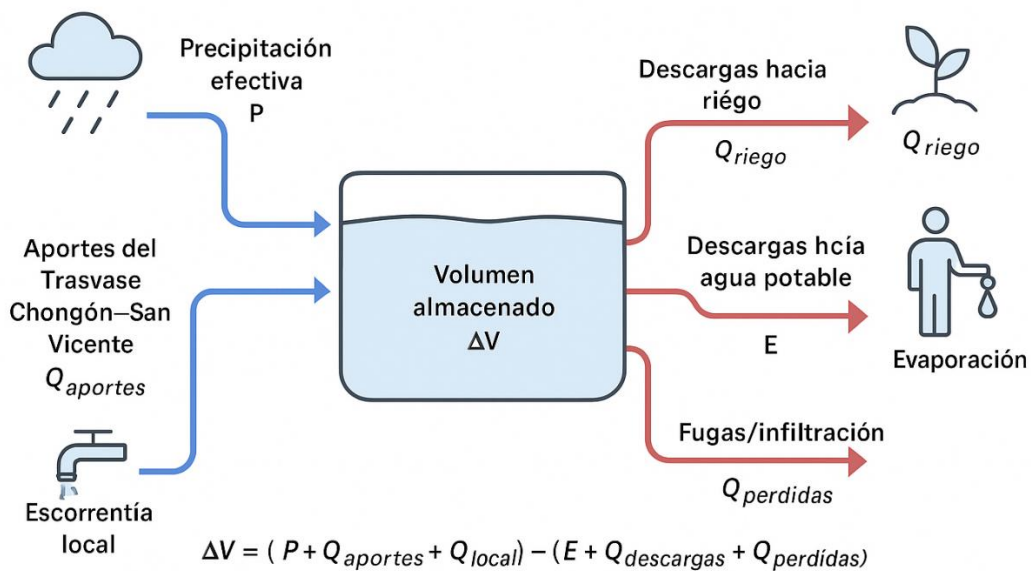 Precipitación
efectiva
P
Aportes del
Trasvase
Chongón–San
Vicente
Q aportes
Escorrentía
local
Volumen
almacenado
ΔV
Descargas hacia
riégo
Q riego
Q riego
Descargas hcía
agua potable
E
Evaporación
Fugas/infiltración
Q perdidas
ΔV = ( P + Q aportes + Q local) – (E + Q descargas + Q perdídas)